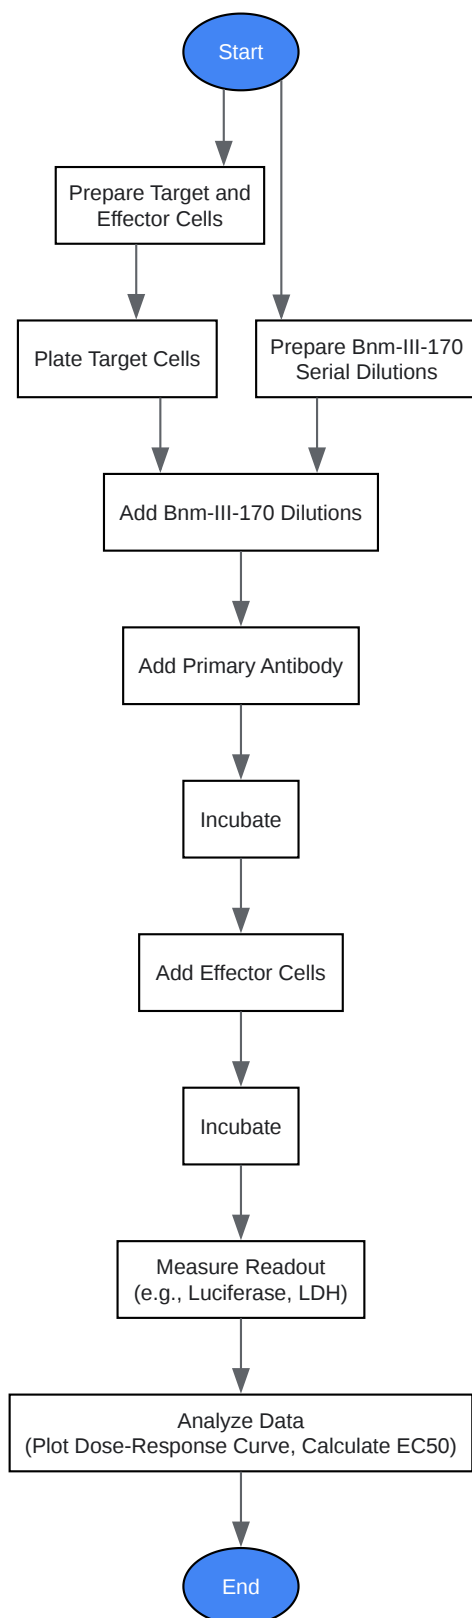 Start
Prepare Target and
Effector Cells
Plate Target Cells
Prepare Bnm-III-170
Serial Dilutions
Add Bnm-III-170 Dilutions
Add Primary Antibody
Incubate
Add Effector Cells
Incubate
Measure Readout
(e.g., Luciferase, LDH)
Analyze Data
(Plot Dose-Response Curve, Calculate EC50)
End